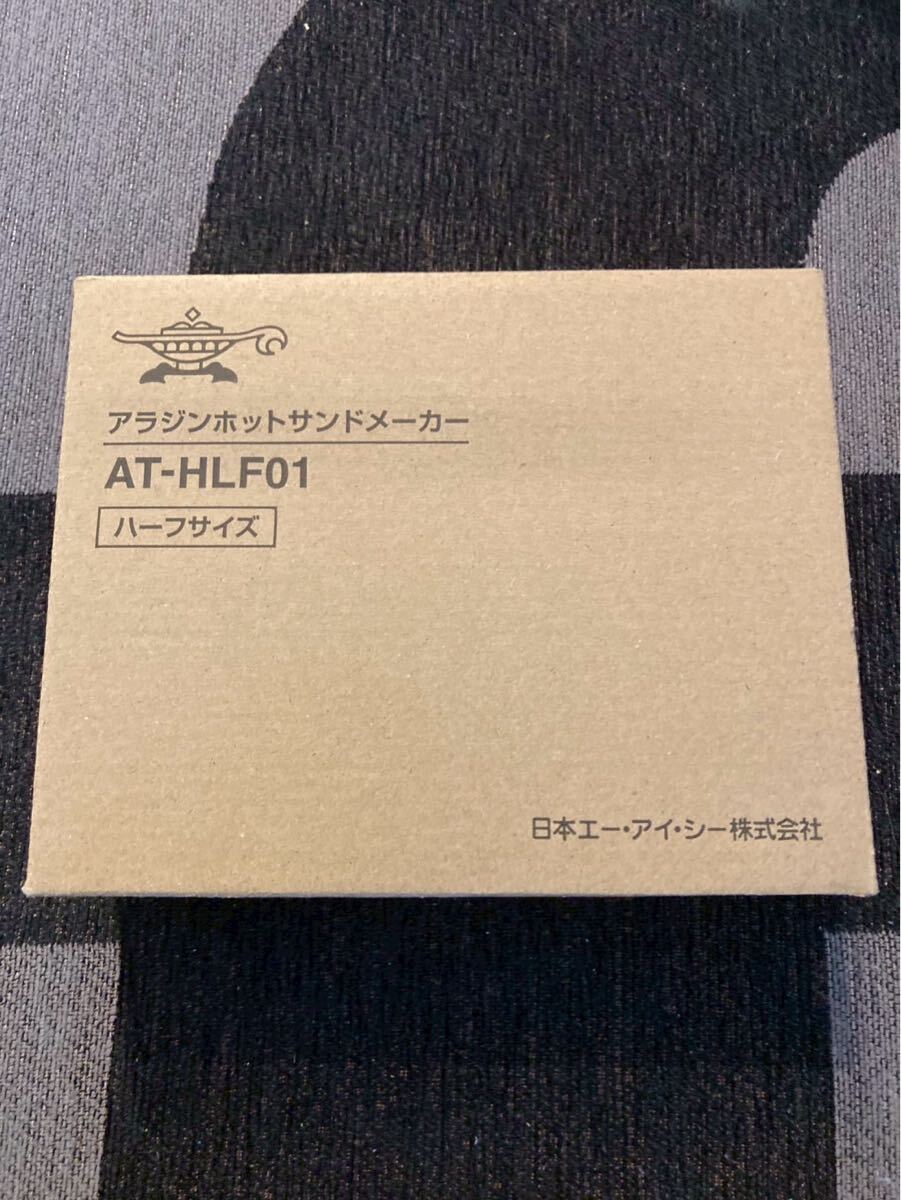 アラジンホットサンドメーカー
AT-HLF01
ハーフサイズ
日本エー・アイ・シー株式会社